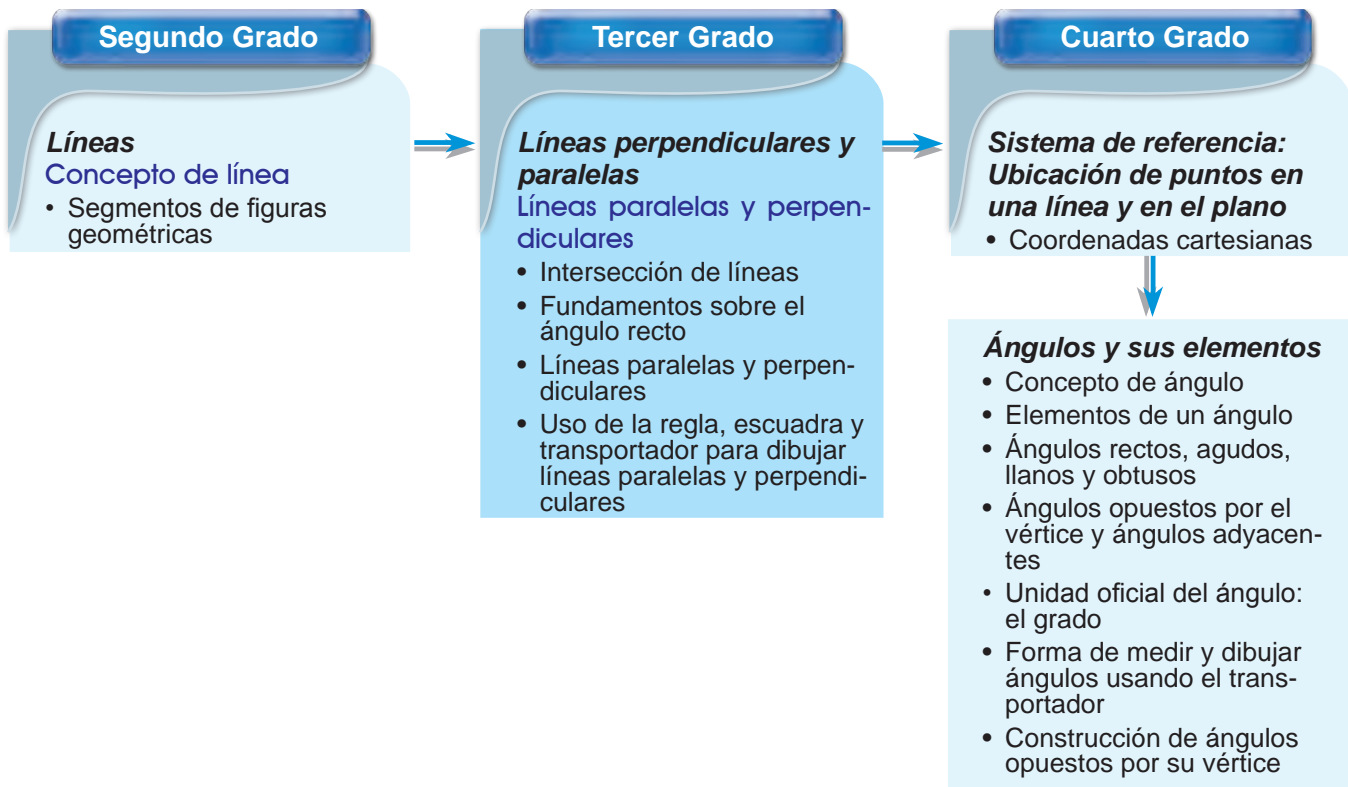 Segundo Grado
Líneas
Concepto de línea
• Segmentos de figuras
geométricas
Tercer Grado
Líneas perpendiculares y
paralelas
Líneas paralelas y perpen-
diculares
• Intersección de líneas
• Fundamentos sobre el
ángulo recto
• Líneas paralelas y perpen-
diculares
• Uso de la regla, escuadra y
transportador para dibujar
líneas paralelas y perpendi-
culares
Cuarto Grado
Sistema de referencia:
Ubicación de puntos en
una línea y en el plano
• Coordenadas cartesianas
Ángulos y sus elementos
• Concepto de ángulo
• Elementos de un ángulo
• Ángulos rectos, agudos,
llanos y obtusos
• Ángulos opuestos por el
vértice y ángulos adyacen-
tes
• Unidad oficial del ángulo:
el grado
• Forma de medir y dibujar
ángulos usando el trans-
portador
• Construcción de ángulos
opuestos por su vértice